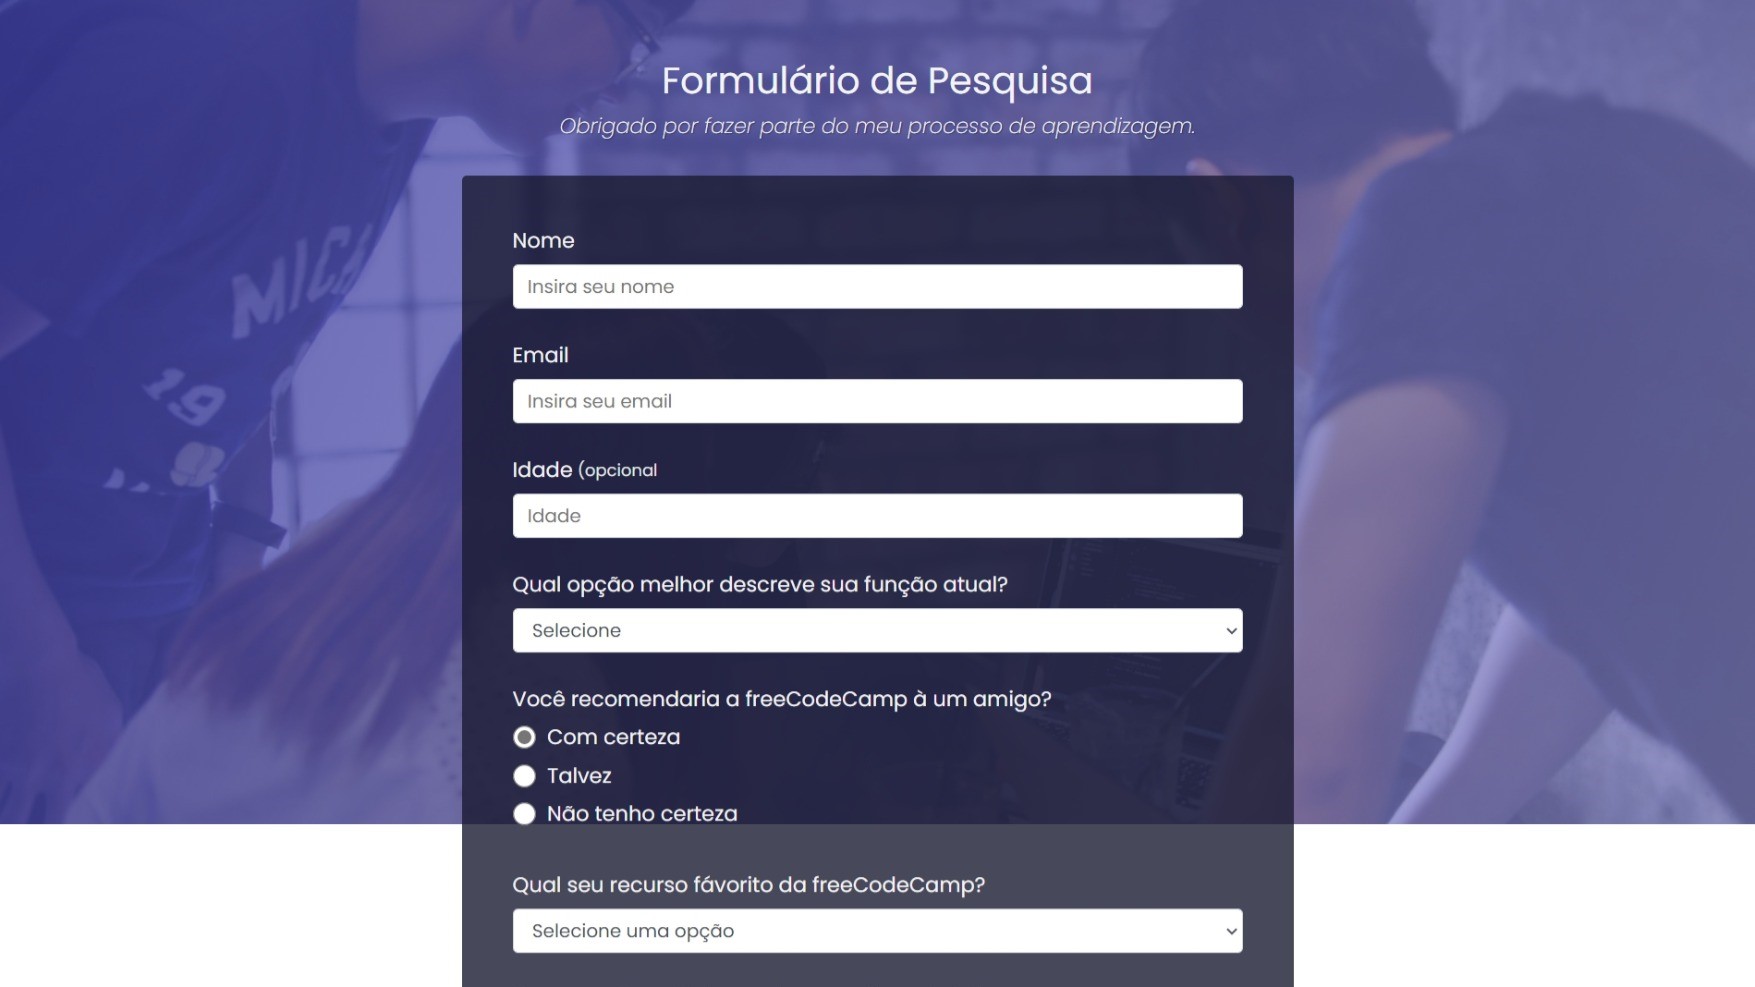 Formulário de Pesquisa
Obrigado por fazer parte do meu processo de aprendizagem.
MICA
19
Nome
Insira seu nome
Email
Insira seu email
Idade (opcional
Idade
Qual opção melhor descreve sua função atual?
Selecione
Você recomendaria a freeCodeCamp à um amigo?
Com certeza
Talvez
Não tenho certeza
Qual seu recurso fávorito da freeCodeCamp?
Selecione uma opção